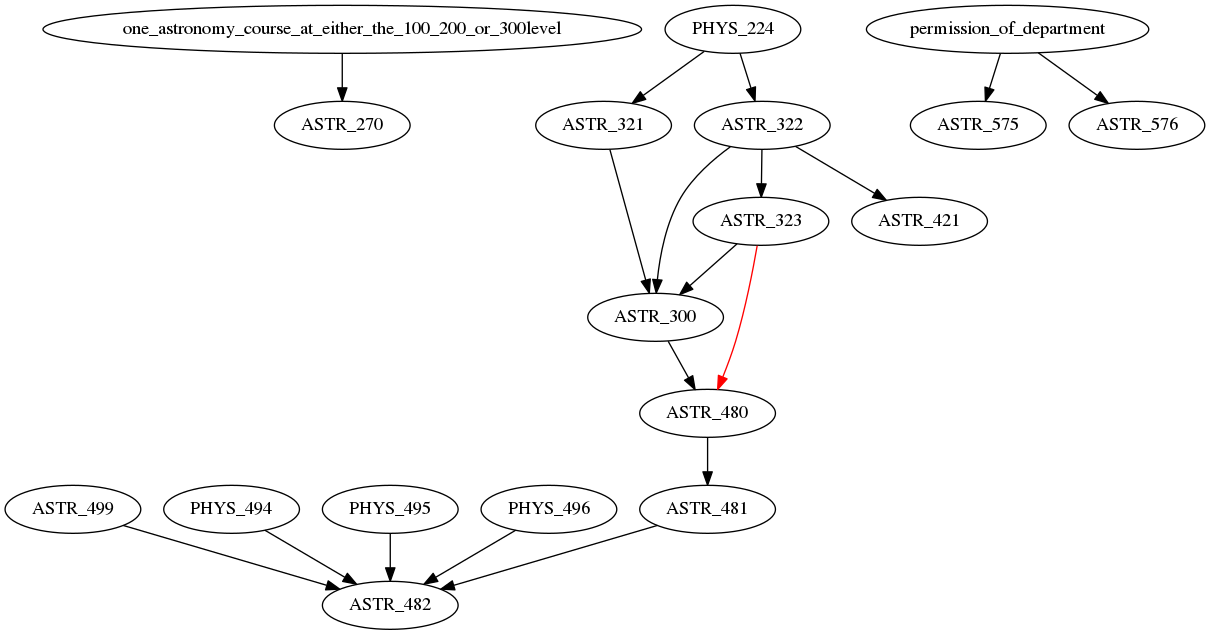 one_astronomy_course_at_either_the_100_200_or_300level
PHYS_224
permission_of_department
ASTR_270
ASTR_321
ASTR_322
ASTR_575
ASTR_576
ASTR_323
ASTR_421
ASTR_300
ASTR_480
ASTR_499
PHYS_494
PHYS_495
PHYS_496
ASTR_481
ASTR_482